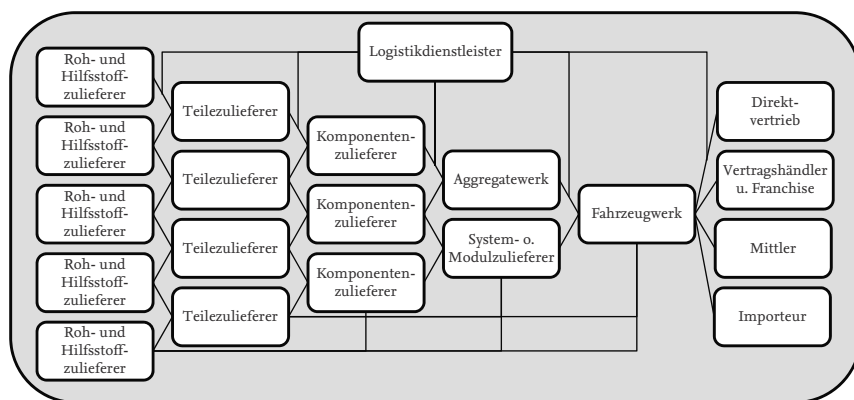 Logistikdienstleister
Roh- und
Hilfsstoff-
zulieferer
Roh- und
Hilfsstoff-
zulieferer
Roh- und
Hilfsstoff-
zulieferer
Roh- und
Hilfsstoff-
zulieferer
Roh- und
Hilfsstoff-
zulieferer
Teilezulieferer
Teilezulieferer
Teilezulieferer
Teilezulieferer
Komponenten-
zulieferer
Komponenten-
zulieferer
Komponenten-
zulieferer
Aggregatewerk
System- o.
Modulzulieferer
Fahrzeugwerk
Direkt-
vertrieb
Vertragshändler
u. Franchise
Mittler
Importeur